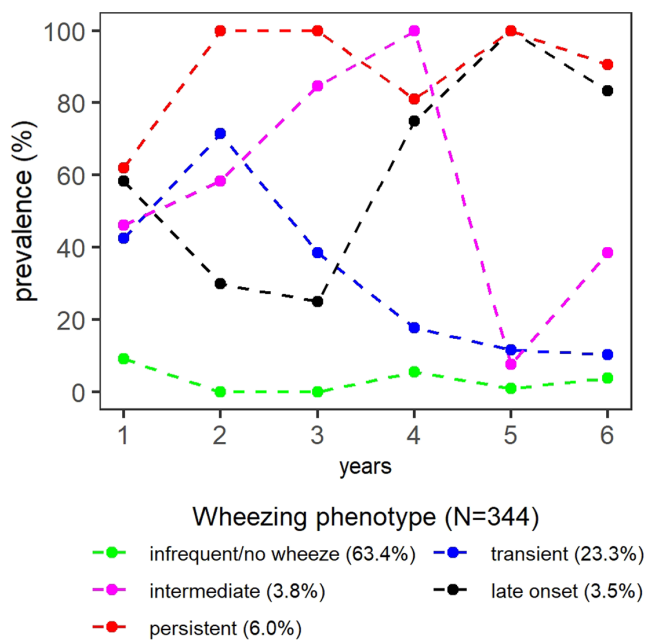 100
80
60
40
20
0
prevalence (%)
1 2 3 4 5 6
years
Wheezing phenotype (N=344)
infrequent/no wheeze (63.4%) transient (23.3%)
intermediate (3.8%) late onset (3.5%)
persistent (6.0%)